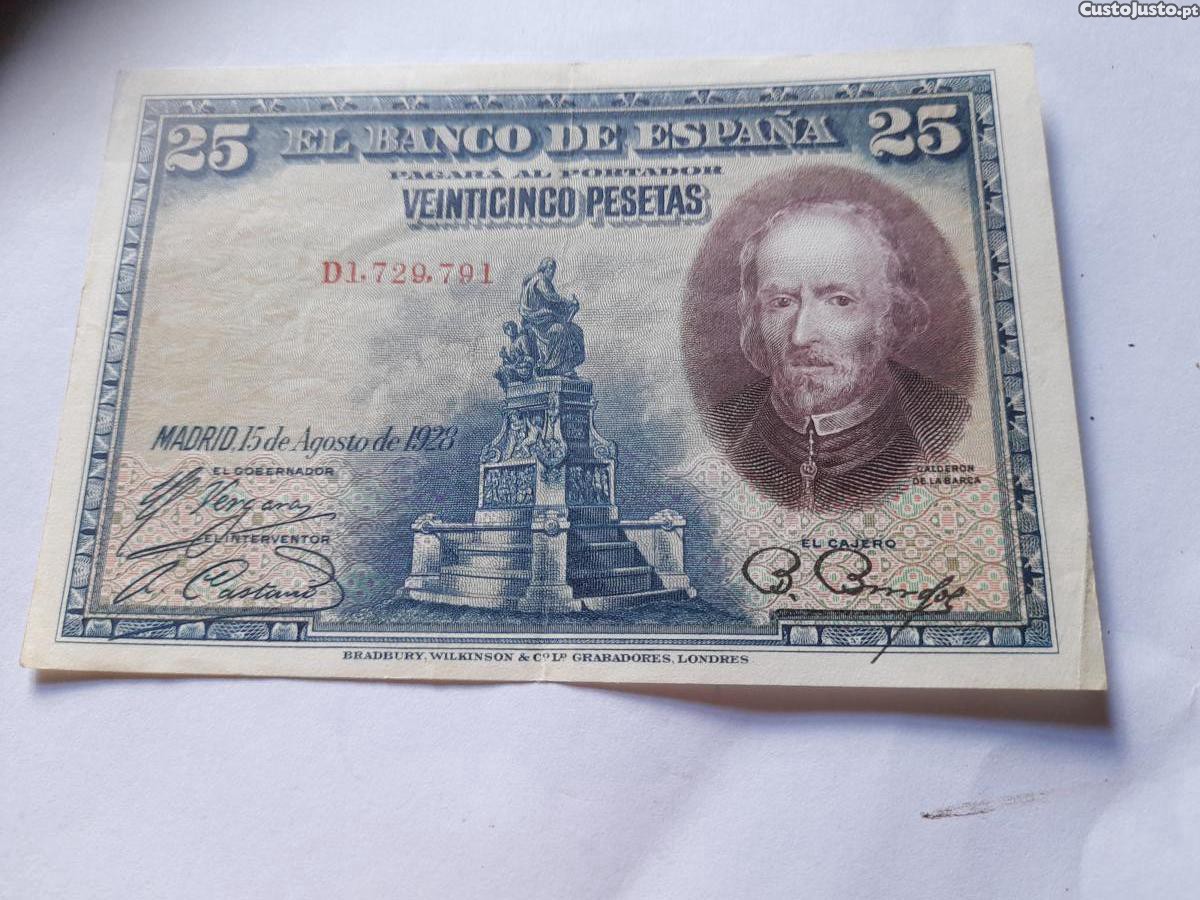 CustoJusto.pt
25 EL BANCO DE ESPAÑA 25
PAGARÁ AL PORTADOR
VEINTICINCO PESETAS
D1,729,791
MADRID, 15 de Agosto de 1928
EL GOBERNADOR
EL INTERVENTOR
CALDERON
DE LA BARCA
EL CAJERO
BRADBURY, WILKINSON & Cº Lᴰ GRABADORES, LONDRES